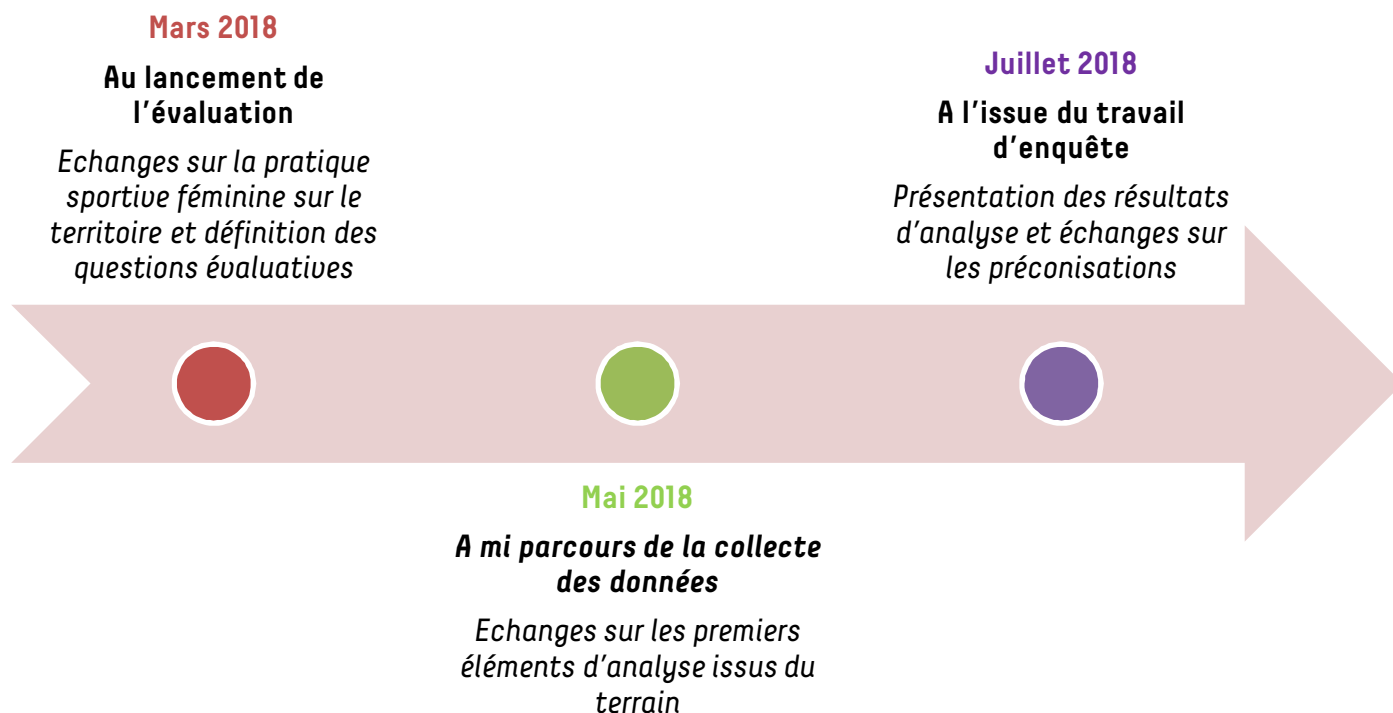 Mars 2018
Au lancement de
l'évaluation
Echanges sur la pratique
sportive féminine sur le
territoire et définition des
questions évaluatives
Mai 2018
A mi parcours de la collecte
des données
Echanges sur les premiers
éléments d'analyse issus du
terrain
Juillet 2018
A l'issue du travail
d'enquête
Présentation des résultats
d'analyse et échanges sur
les préconisations